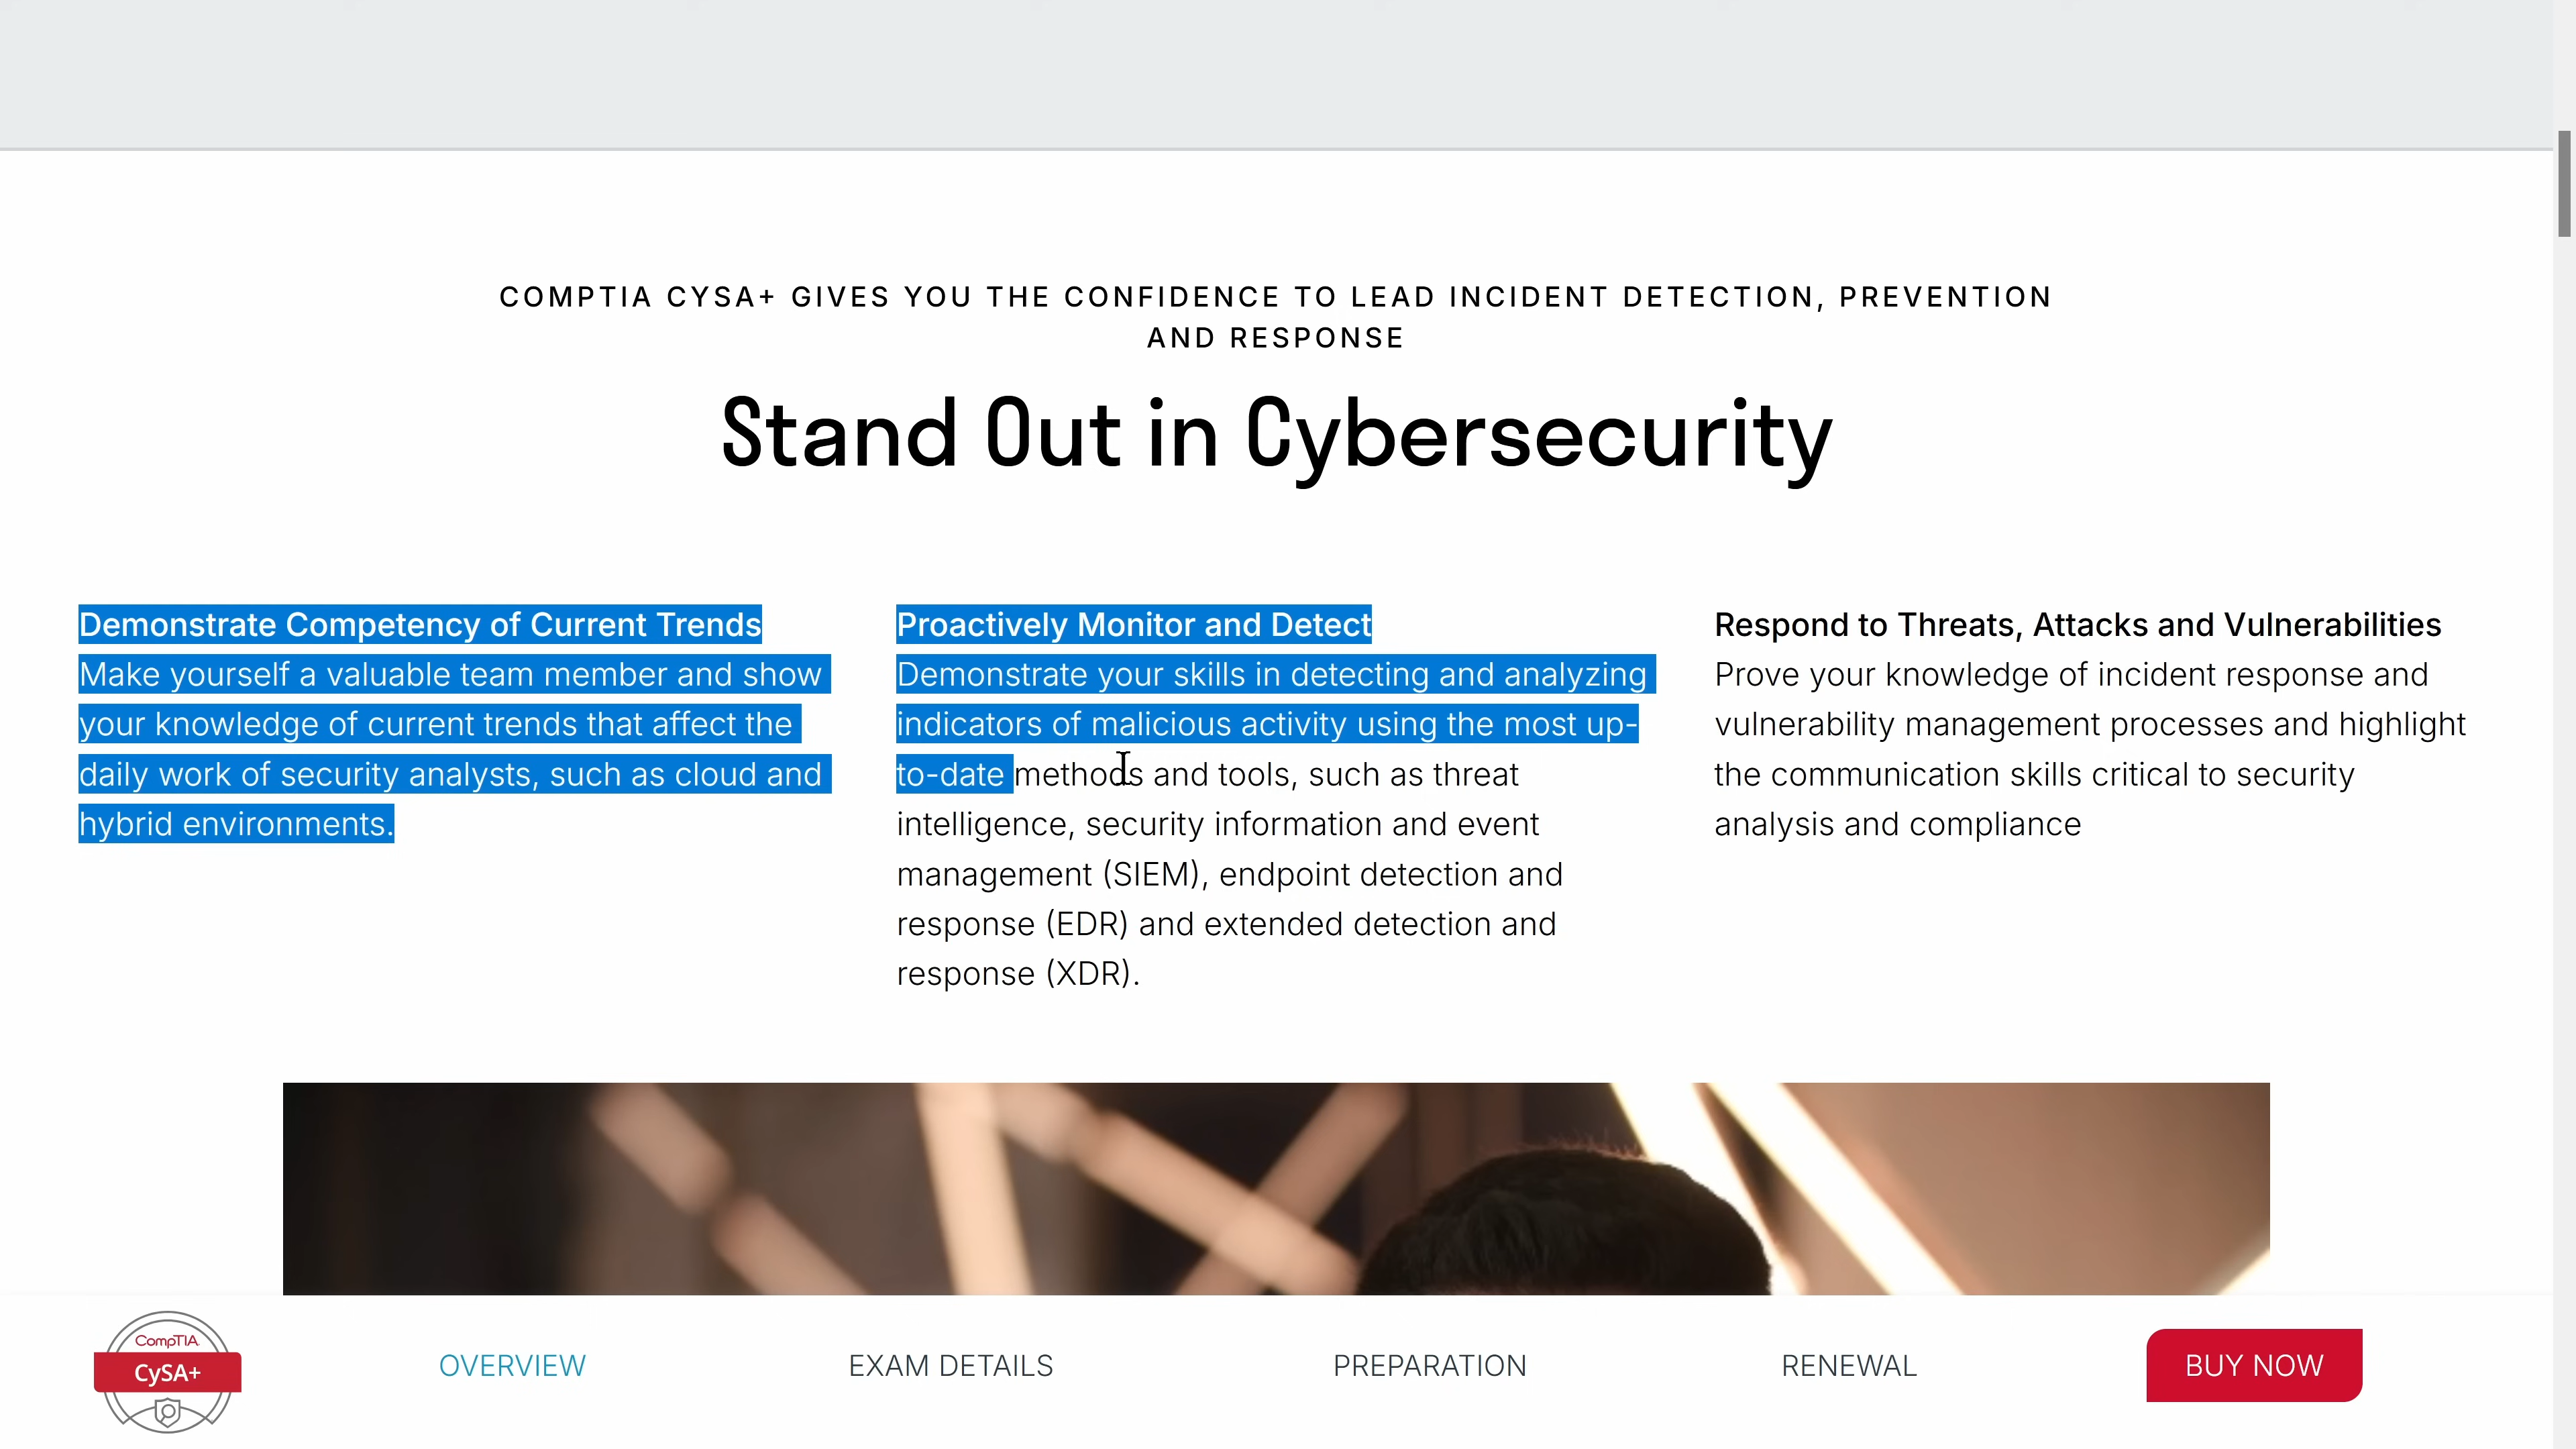 COMPTIA CYSA+ GIVES YOU THE CONFIDENCE TO LEAD INCIDENT DETECTION, PREVENTION
AND RESPONSE
Stand Out in Cybersecurity
Demonstrate Competency of Current Trends
Make yourself a valuable team member and show
your knowledge of current trends that affect the
daily work of security analysts, such as cloud and
hybrid environments.
Proactively Monitor and Detect
Demonstrate your skills in detecting and analyzing
indicators of malicious activity using the most up-
to-date methods and tools, such as threat
intelligence, security information and event
management (SIEM), endpoint detection and
response (EDR) and extended detection and
response (XDR).
Respond to Threats, Attacks and Vulnerabilities
Prove your knowledge of incident response and
vulnerability management processes and highlight
the communication skills critical to security
analysis and compliance
CompTIA
CySA+
OVERVIEW
EXAM DETAILS
PREPARATION
RENEWAL
BUY NOW